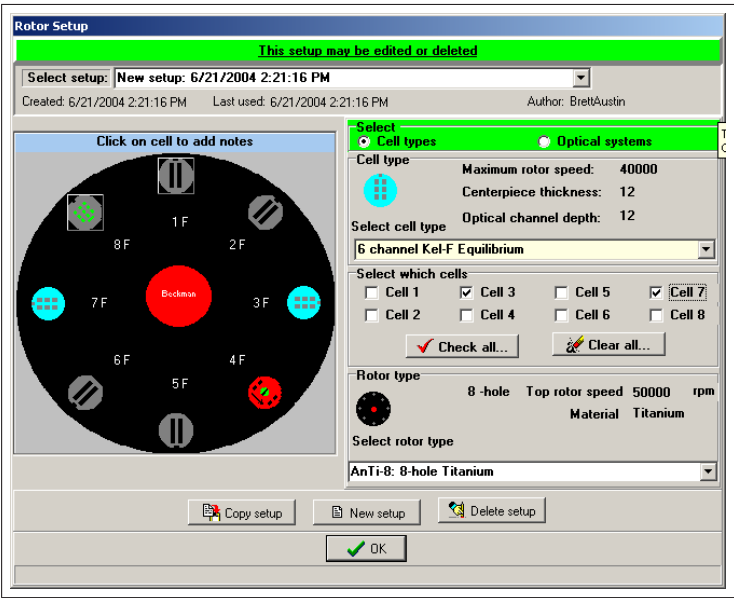 Rotor Setup
This setup may be edited or deleted
Select setup: New setup: 6/21/2004 2:21:16 PM
Created: 6/21/2004 2:21:16 PM Last used: 6/21/2004 2:21:16 PM Author: BrettAustin
Click on cell to add notes
1 F
8 F 2 F
Beckman
7 F 3 F
6 F 4 F
5 F
Select
Cell types Optical systems
Cell type
Maximum rotor speed: 40000
Centerpiece thickness: 12
Optical channel depth: 12
Select cell type
6 channel Kel-F Equilibrium
Select which cells
Cell 1 Cell 3 Cell 5 Cell 7
Cell 2 Cell 4 Cell 6 Cell 8
Check all... Clear all...
Rotor type
8 -hole Top rotor speed 50000 rpm
Material Titanium
Select rotor type
AnTi-8: 8-hole Titanium
Copy setup New setup Delete setup
OK